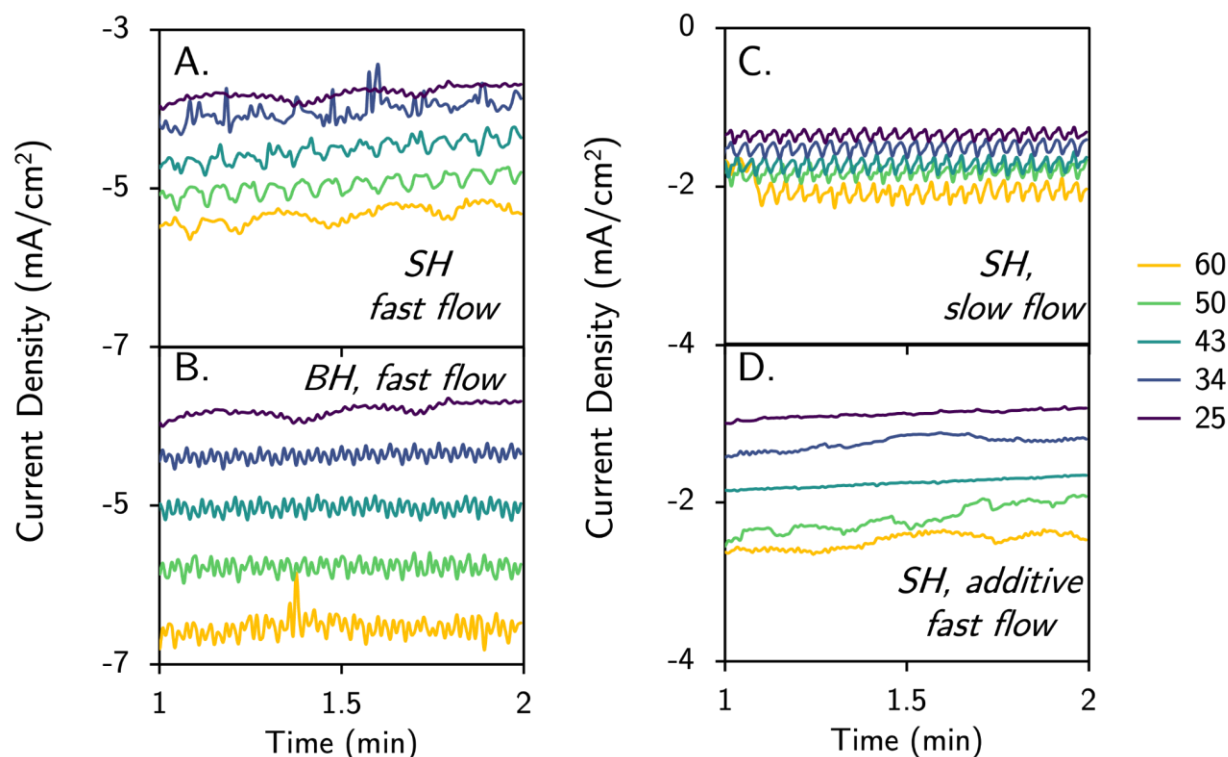 Current Density (mA/cm²)
-3
-5
-7
A.
SH
fast flow
B.
BH, fast flow
-5
-7
1
1.5
2
Time (min)
Current Density (mA/cm²)
0
-2
-4
C.
SH,
slow flow
D.
-2
-4
SH, additive
fast flow
1
1.5
2
Time (min)
60
50
43
34
25